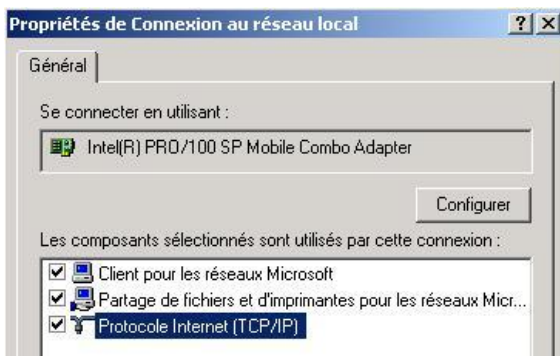 Propriétés de Connexion au réseau local
Général
Se connecter en utilisant :
Intel(R) PRO/100 SP Mobile Combo Adapter
Configurer
Les composants sélectionnés sont utilisés par cette connexion :
Client pour les réseaux Microsoft
Partage de fichiers et d'imprimantes pour les réseaux Micr...
Protocole Internet (TCP/IP)